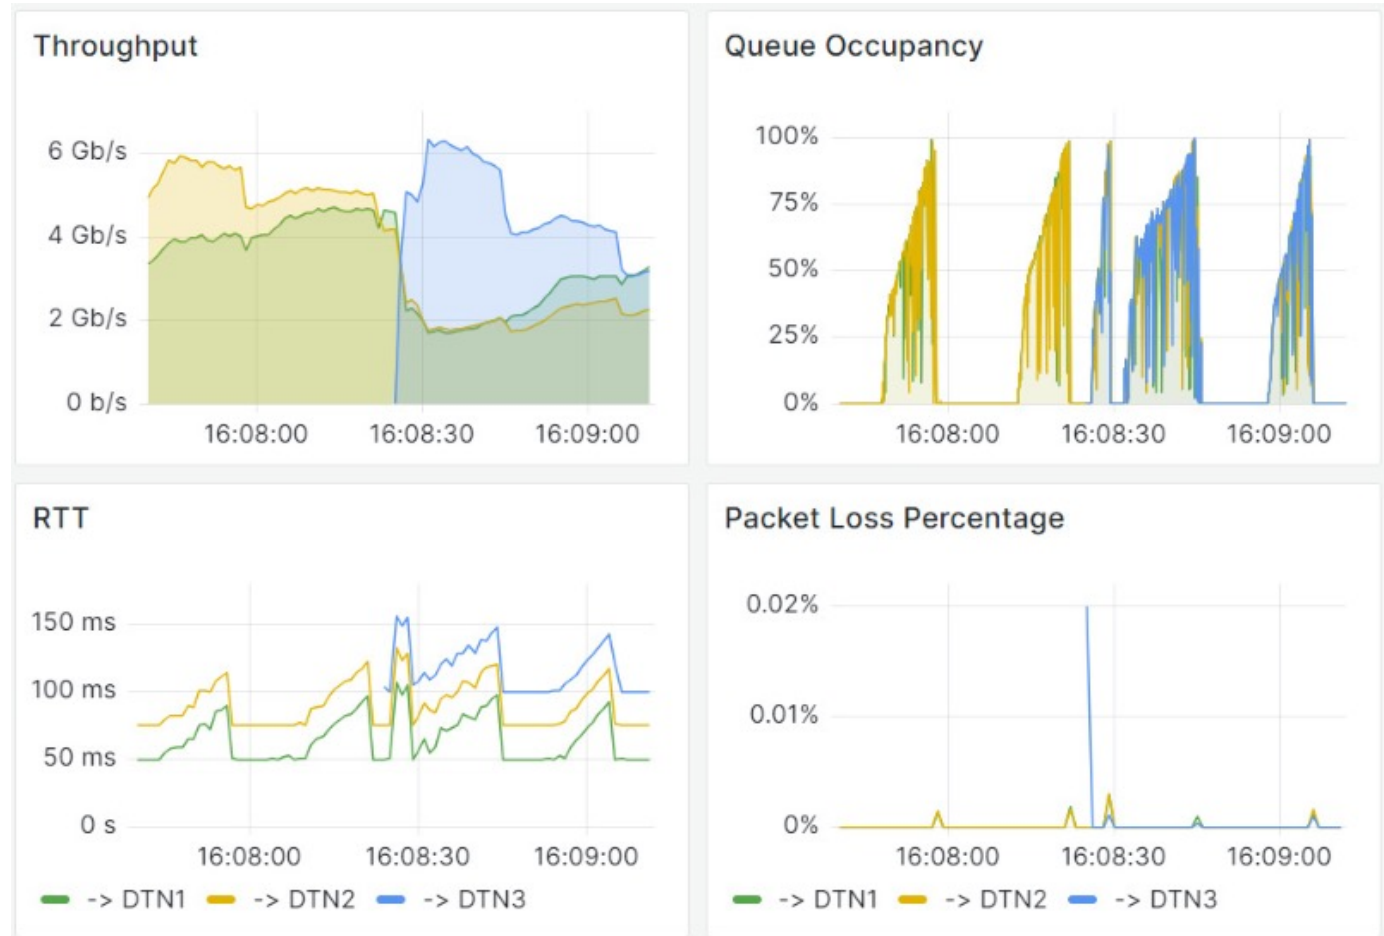 Throughput
6 Gb/s
4 Gb/s
2 Gb/s
0 b/s
16:08:00 16:08:30 16:09:00
Queue Occupancy
100%
75%
50%
25%
0%
16:08:00 16:08:30 16:09:00
RTT
150 ms
100 ms
50 ms
0 s
16:08:00 16:08:30 16:09:00
-> DTN1 -> DTN2 -> DTN3
Packet Loss Percentage
0.02%
0.01%
0%
16:08:00 16:08:30 16:09:00
-> DTN1 -> DTN2 -> DTN3